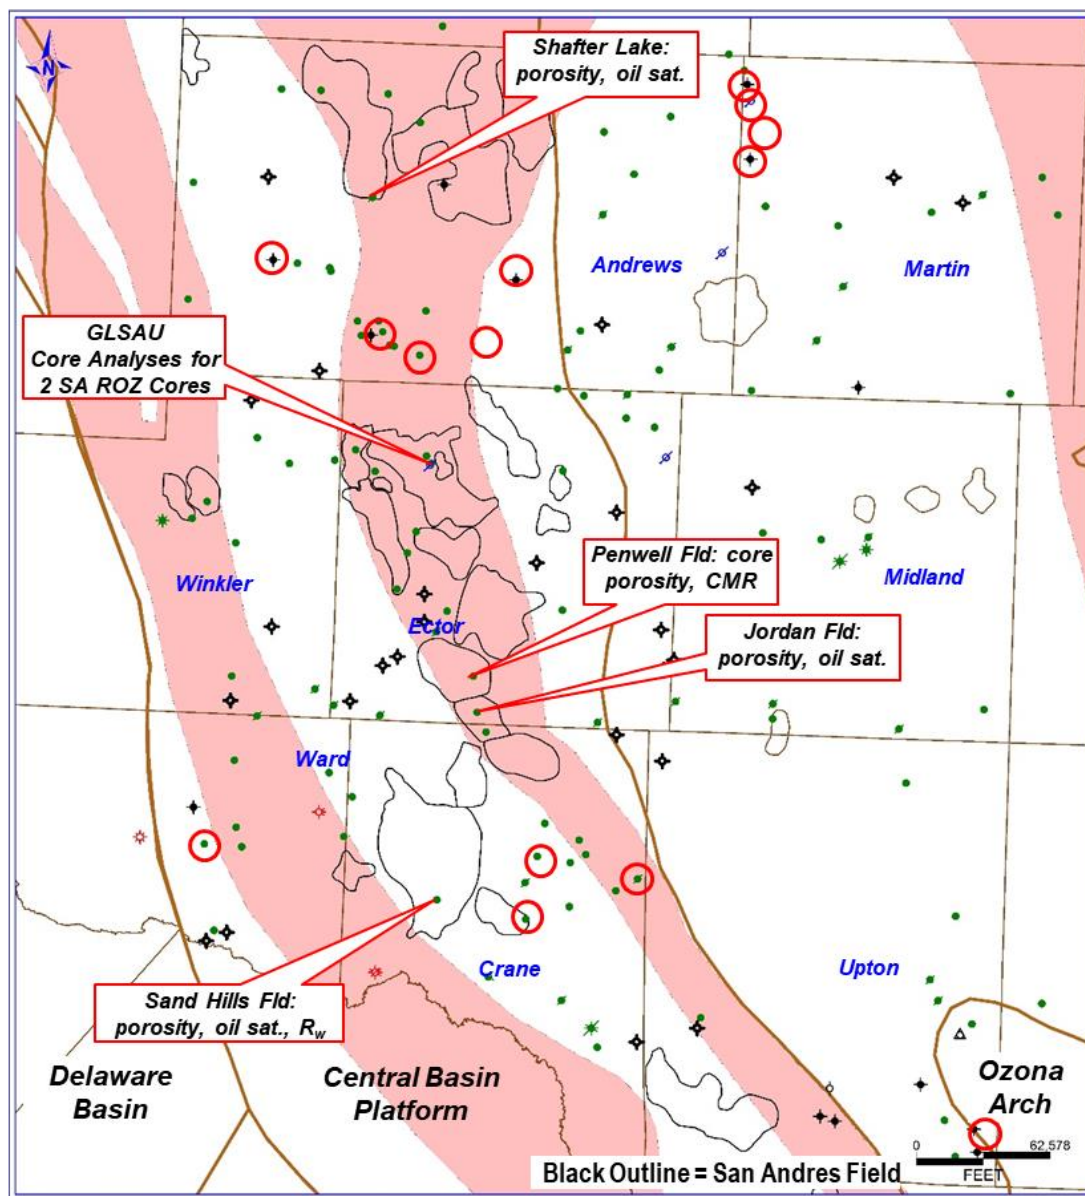 N
Shafter Lake:
porosity, oil sat.
Andrews
Martin
GLSAU
Core Analyses for
2 SA ROZ Cores
Penwell Fld: core
porosity, CMR
Winkler
Midland
Ector
Jordan Fld:
porosity, oil sat.
Ward
Crane
Upton
Sand Hills Fld:
porosity, oil sat., Rw
Delaware
Basin
Central Basin
Platform
Ozona
Arch
0 62,578
FEET
Black Outline = San Andres Field